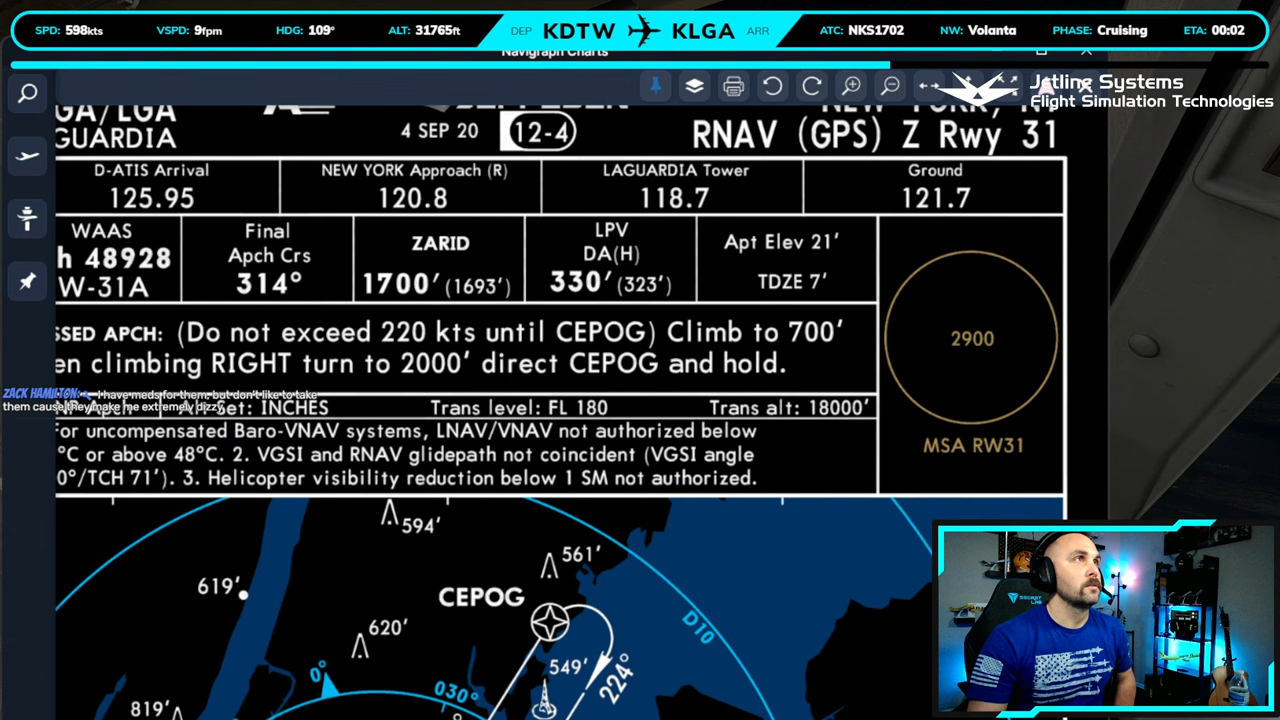 SPD: 598kts
VSPD: 9fpm
HDG: 109°
ALT: 31765ft
DEP KDTW KLGA ARR
ATC: NKS1702
NW: Volanta
PHASE: Cruising
ETA: 00:02
Navigraph Charts
Jetline Systems
Flight Simulation Technologies
GA/LGA
GUARDIA
4 SEP 20
12-4
RNAV (GPS) Z Rwy 31
D-ATIS Arrival
125.95
NEW YORK Approach (R)
120.8
LAGUARDIA Tower
118.7
Ground
121.7
WAAS
h 48928
W-31A
Final
Apch Crs
314°
ZARID
1700' (1693')
LPV
DA(H)
330' (323')
Apt Elev 21'
TDZE 7'
2900
MSA RW31
SSED APCH: (Do not exceed 220 kts until CEPOG) Climb to 700'
en climbing RIGHT turn to 2000' direct CEPOG and hold.
ZACK HAMILTON: I have meds for them, but don't like to take
them cause they make me extremely dizzy
Set: INCHES
Trans level: FL 180
Trans alt: 18000'
For uncompensated Baro-VNAV systems, LNAV/VNAV not authorized below
°C or above 48°C. 2. VGSI and RNAV glidepath not coincident (VGSI angle
0°/TCH 71'). 3. Helicopter visibility reduction below 1 SM not authorized.
594'
561'
619'
CEPOG
620'
D10
549'
224°
0°
030°
819'
SECRET
LAB